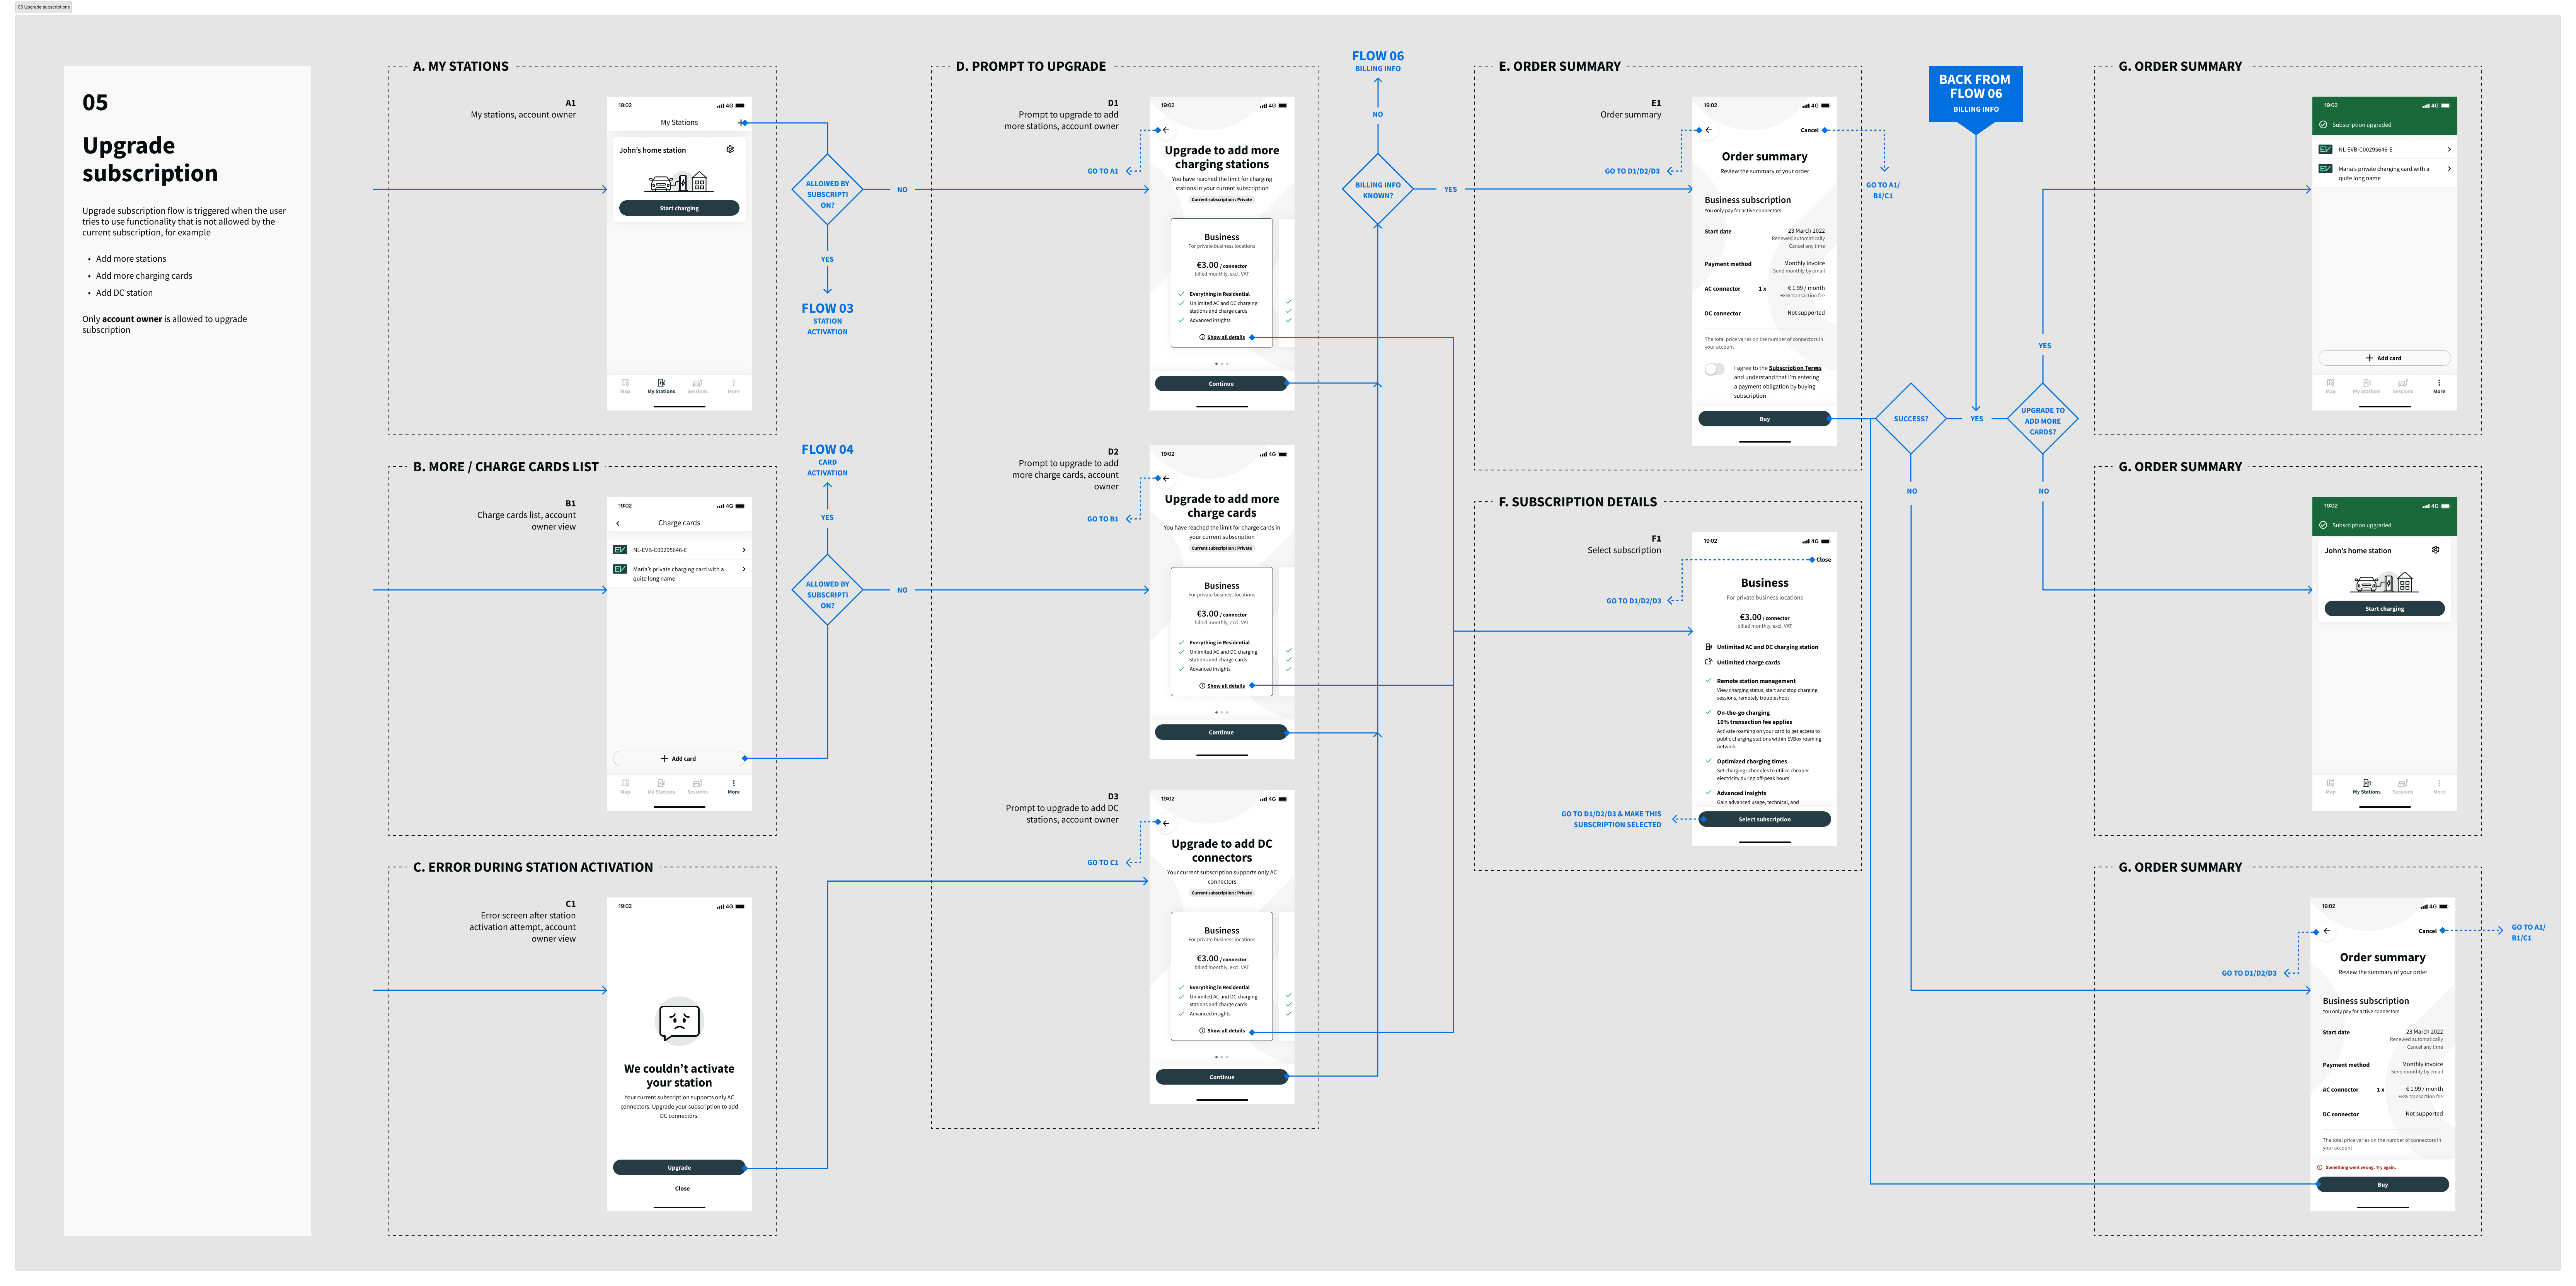 05 Upgrade subscriptions
05
Upgrade
subscription
Upgrade subscription flow is triggered when the user
tries to use functionality that is not allowed by the
current subscription, for example
• Add more stations
• Add more charging cards
• Add DC station
Only account owner is allowed to upgrade
subscription
A. MY STATIONS
A1
My stations, account owner
19:02
4G
My Stations
John's home station
Start charging
Map
My Stations
Sessions
More
ALLOWED BY
SUBSCRIPTI
ON?
NO
YES
FLOW 03
STATION
ACTIVATION
B. MORE / CHARGE CARDS LIST
B1
Charge cards list, account
owner view
19:02
4G
Charge cards
EV
NL-EVB-C00295646-E
EV
Maria's private charging card with a
quite long name
Add card
Map
My Stations
Sessions
More
FLOW 04
CARD
ACTIVATION
YES
ALLOWED BY
SUBSCRIPTI
ON?
NO
C. ERROR DURING STATION ACTIVATION
C1
Error screen after station
activation attempt, account
owner view
19:02
4G
We couldn't activate
your station
Your current subscription supports only AC
connectors. Upgrade your subscription to add
DC connectors.
Upgrade
Close
D. PROMPT TO UPGRADE
D1
Prompt to upgrade to add
more stations, account owner
GO TO A1
19:02
4G
Upgrade to add more
charging stations
You have reached the limit for charging
stations in your current subscription
Current subscription : Private
Business
For private business locations
€3.00 / connector
billed monthly, excl. VAT
Everything in Residential
Unlimited AC and DC charging
stations and charge cards
Advanced insights
Show all details
Continue
D2
Prompt to upgrade to add
more charge cards, account
owner
GO TO B1
19:02
4G
Upgrade to add more
charge cards
You have reached the limit for charge cards in
your current subscription
Current subscription : Private
Business
For private business locations
€3.00 / connector
billed monthly, excl. VAT
Everything in Residential
Unlimited AC and DC charging
stations and charge cards
Advanced insights
Show all details
Continue
D3
Prompt to upgrade to add DC
stations, account owner
GO TO C1
19:02
4G
Upgrade to add DC
connectors
Your current subscription supports only AC
connectors
Current subscription : Private
Business
For private business locations
€3.00 / connector
billed monthly, excl. VAT
Everything in Residential
Unlimited AC and DC charging
stations and charge cards
Advanced insights
Show all details
Continue
FLOW 06
BILLING INFO
NO
BILLING INFO
KNOWN?
YES
E. ORDER SUMMARY
E1
Order summary
GO TO D1/D2/D3
19:02
4G
Cancel
Order summary
Review the summary of your order
Business subscription
You only pay for active connectors
Start date
23 March 2022
Renewed automatically
Cancel any time
Payment method
Monthly invoice
Send monthly by email
AC connector
1 x
€ 1.99 / month
+8% transaction fee
DC connector
Not supported
The total price varies on the number of connectors in
your account
I agree to the Subscription Terms
and understand that I'm entering
a payment obligation by buying
subscription
Buy
GO TO A1/
B1/C1
F. SUBSCRIPTION DETAILS
F1
Select subscription
GO TO D1/D2/D3
19:02
4G
Close
Business
For private business locations
€3.00 / connector
billed monthly, excl. VAT
Unlimited AC and DC charging station
Unlimited charge cards
Remote station management
View charging status, start and stop charging
sessions, remotely troubleshoot
On-the-go charging
10% transaction fee applies
Activate roaming on your card to get access to
public charging stations within EVBox roaming
network
Optimized charging times
Set charging schedules to utilize cheaper
electricity during off-peak hours
Advanced insights
Gain advanced usage, technical, and
Select subscription
GO TO D1/D2/D3 & MAKE THIS
SUBSCRIPTION SELECTED
BACK FROM
FLOW 06
BILLING INFO
SUCCESS?
YES
NO
UPGRADE TO
ADD MORE
CARDS?
YES
NO
G. ORDER SUMMARY
19:02
4G
Subscription upgraded
EV
NL-EVB-C00295646-E
EV
Maria's private charging card with a
quite long name
Add card
Map
My Stations
Sessions
More
G. ORDER SUMMARY
19:02
4G
Subscription upgraded
John's home station
Start charging
Map
My Stations
Sessions
More
G. ORDER SUMMARY
19:02
4G
Cancel
GO TO A1/
B1/C1
GO TO D1/D2/D3
Order summary
Review the summary of your order
Business subscription
You only pay for active connectors
Start date
23 March 2022
Renewed automatically
Cancel any time
Payment method
Monthly invoice
Send monthly by email
AC connector
1 x
€ 1.99 / month
+8% transaction fee
DC connector
Not supported
The total price varies on the number of connectors in
your account
Something went wrong. Try again.
Buy